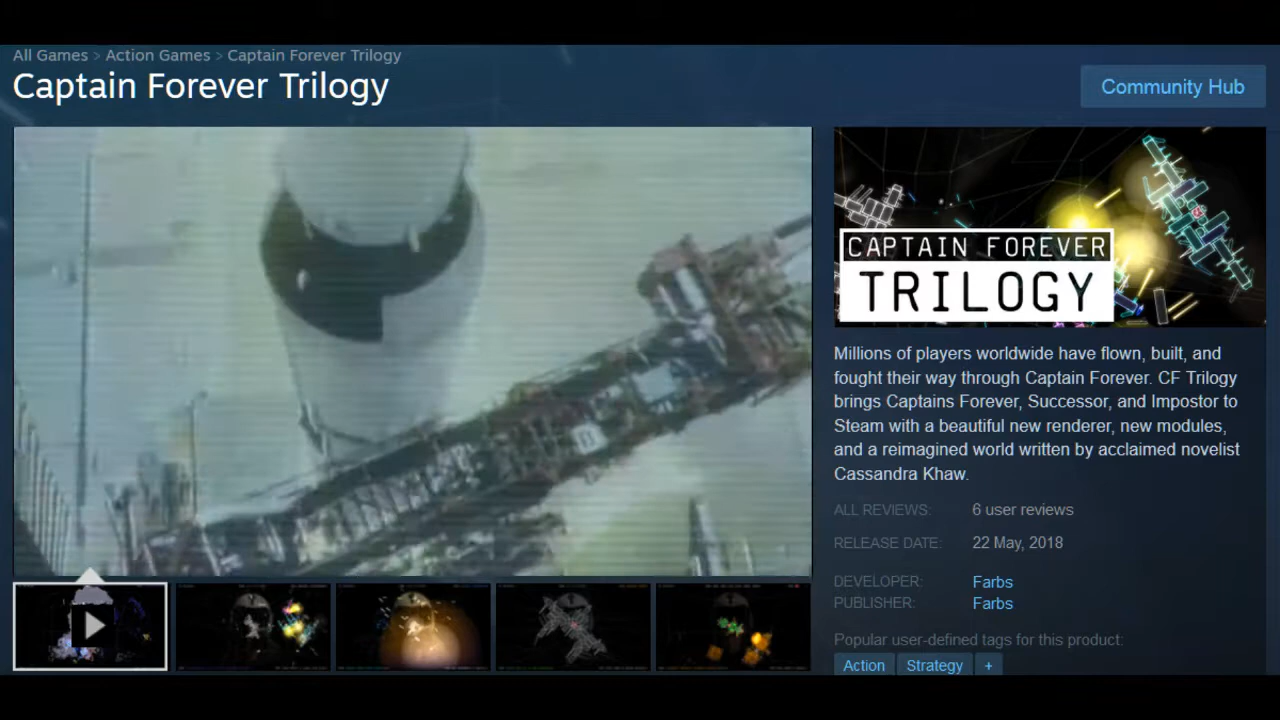 All Games > Action Games > Captain Forever Trilogy
Captain Forever Trilogy
Community Hub
CAPTAIN FOREVER
TRILOGY
Millions of players worldwide have flown, built, and
fought their way through Captain Forever. CF Trilogy
brings Captains Forever, Successor, and Impostor to
Steam with a beautiful new renderer, new modules,
and a reimagined world written by acclaimed novelist
Cassandra Khaw.
ALL REVIEWS: 6 user reviews
RELEASE DATE: 22 May, 2018
DEVELOPER: Farbs
PUBLISHER: Farbs
Popular user-defined tags for this product:
Action Strategy +